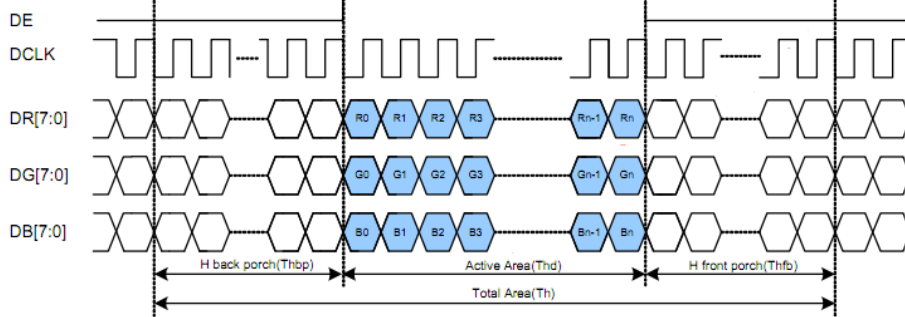 DE
DCLK
DR[7:0] R0 R1 R2 R3 Rn-1 Rn
DG[7:0] G0 G1 G2 G3 Gn-1 Gn
DB[7:0] B0 B1 B2 B3 Bn-1 Bn
H back porch(Thbp) Active Area(Thd) H front porch(Thfb)
Total Area(Th)